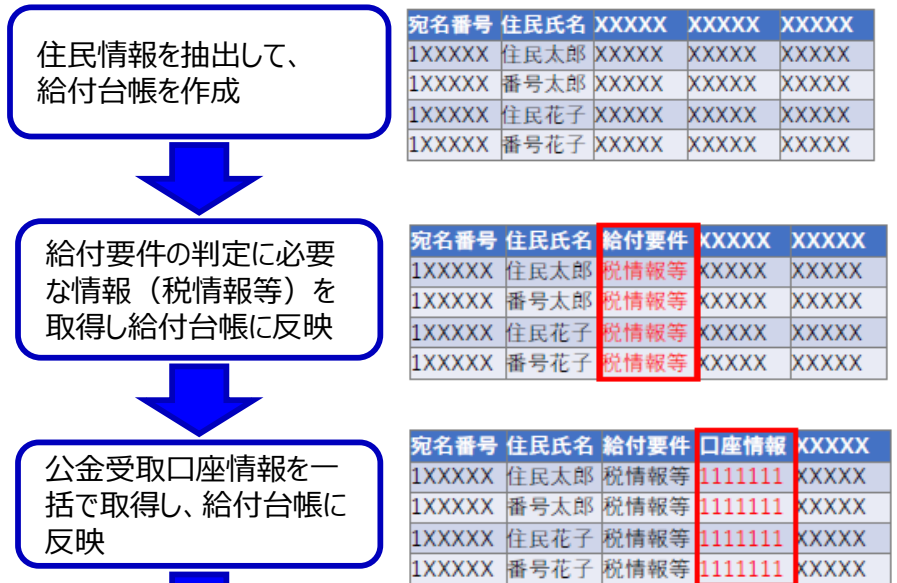 住民情報を抽出して、
給付台帳を作成
宛名番号 住民氏名 XXXXX XXXXX XXXXX
1XXXXX 住民太郎 XXXXX XXXXX XXXXX
1XXXXX 番号太郎 XXXXX XXXXX XXXXX
1XXXXX 住民花子 XXXXX XXXXX XXXXX
1XXXXX 番号花子 XXXXX XXXXX XXXXX
給付要件の判定に必要
な情報（税情報等）を
取得し給付台帳に反映
宛名番号 住民氏名 給付要件 XXXXX XXXXX
1XXXXX 住民太郎 税情報等 XXXXX XXXXX
1XXXXX 番号太郎 税情報等 XXXXX XXXXX
1XXXXX 住民花子 税情報等 XXXXX XXXXX
1XXXXX 番号花子 税情報等 XXXXX XXXXX
公金受取口座情報を一
括で取得し、給付台帳に
反映
宛名番号 住民氏名 給付要件 口座情報 XXXXX
1XXXXX 住民太郎 税情報等 1111111 XXXXX
1XXXXX 番号太郎 税情報等 1111111 XXXXX
1XXXXX 住民花子 税情報等 1111111 XXXXX
1XXXXX 番号花子 税情報等 1111111 XXXXX